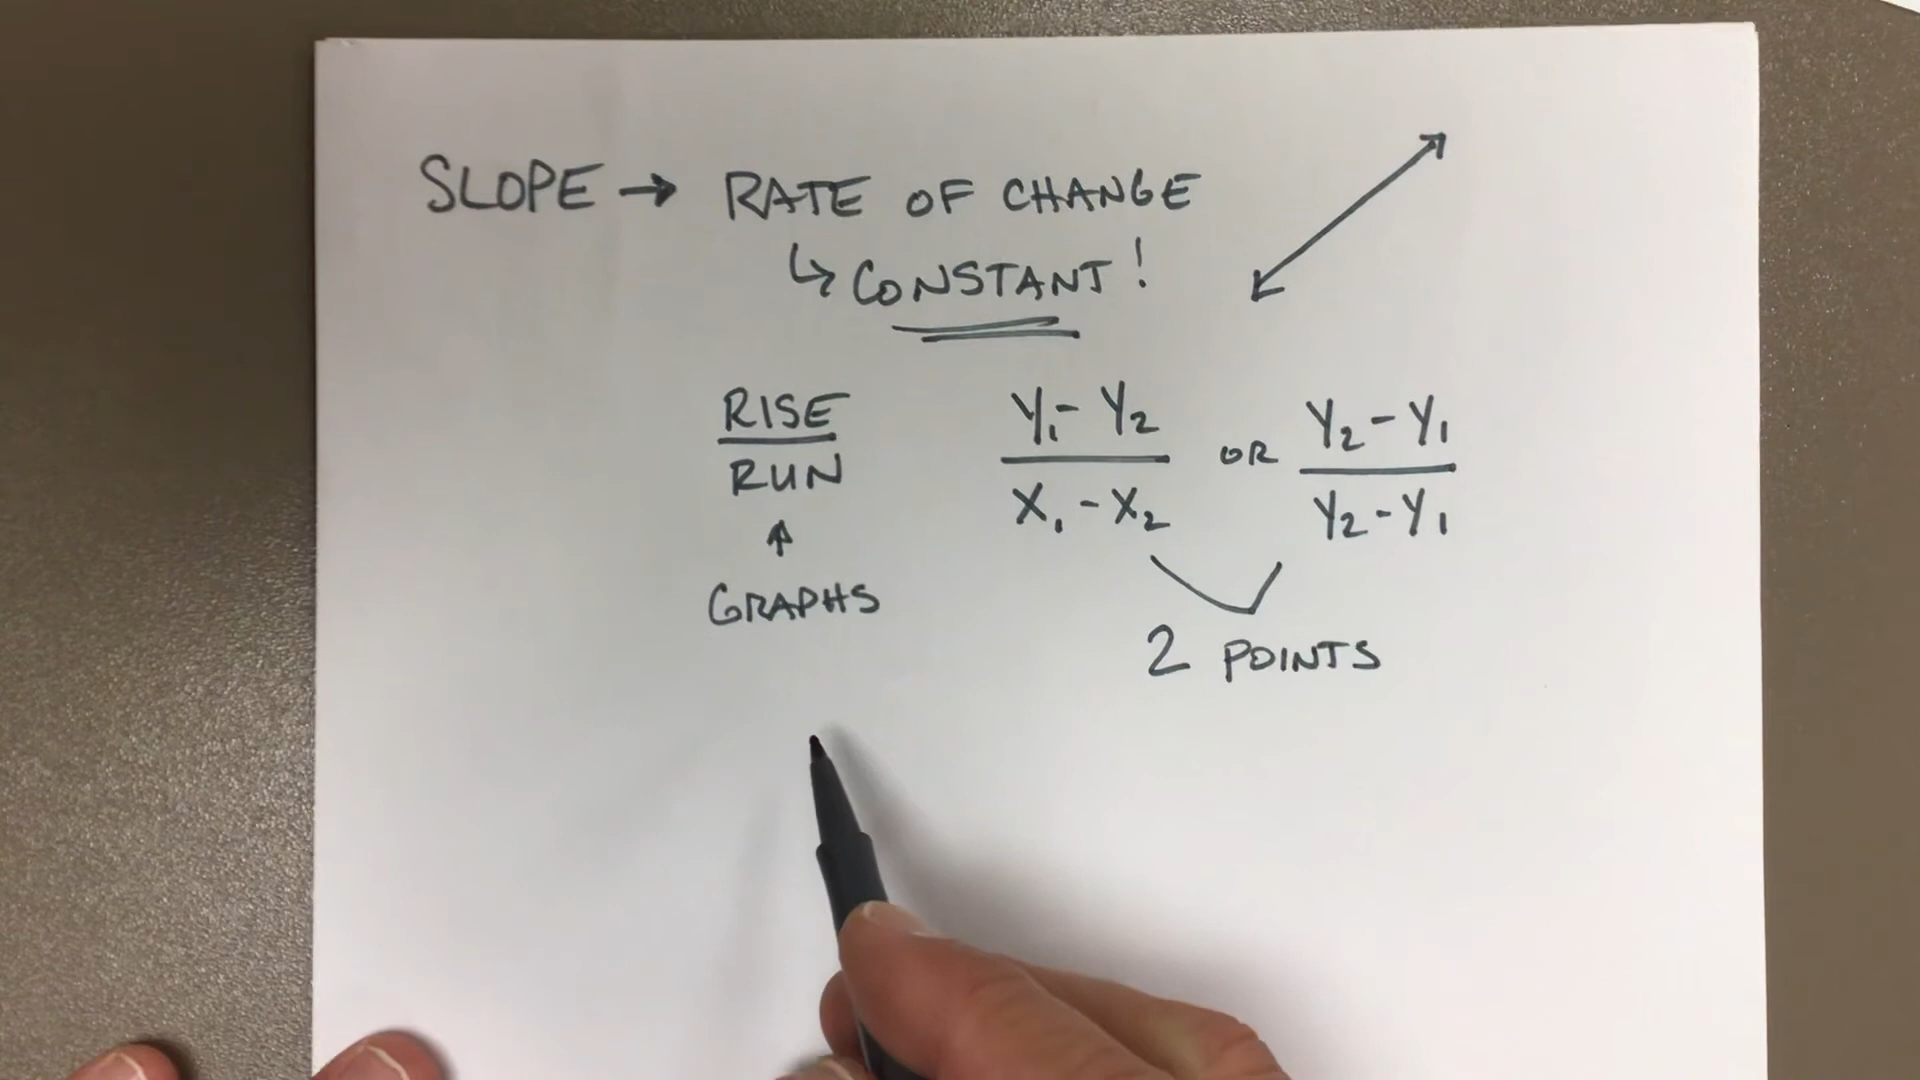 SLOPE → RATE OF CHANGE
↳ CONSTANT!
RISE
RUN
↑
GRAPHS
Y₁ - Y₂
X₁ - X₂
OR
Y₂ - Y₁
Y₂ - Y₁
2 POINTS